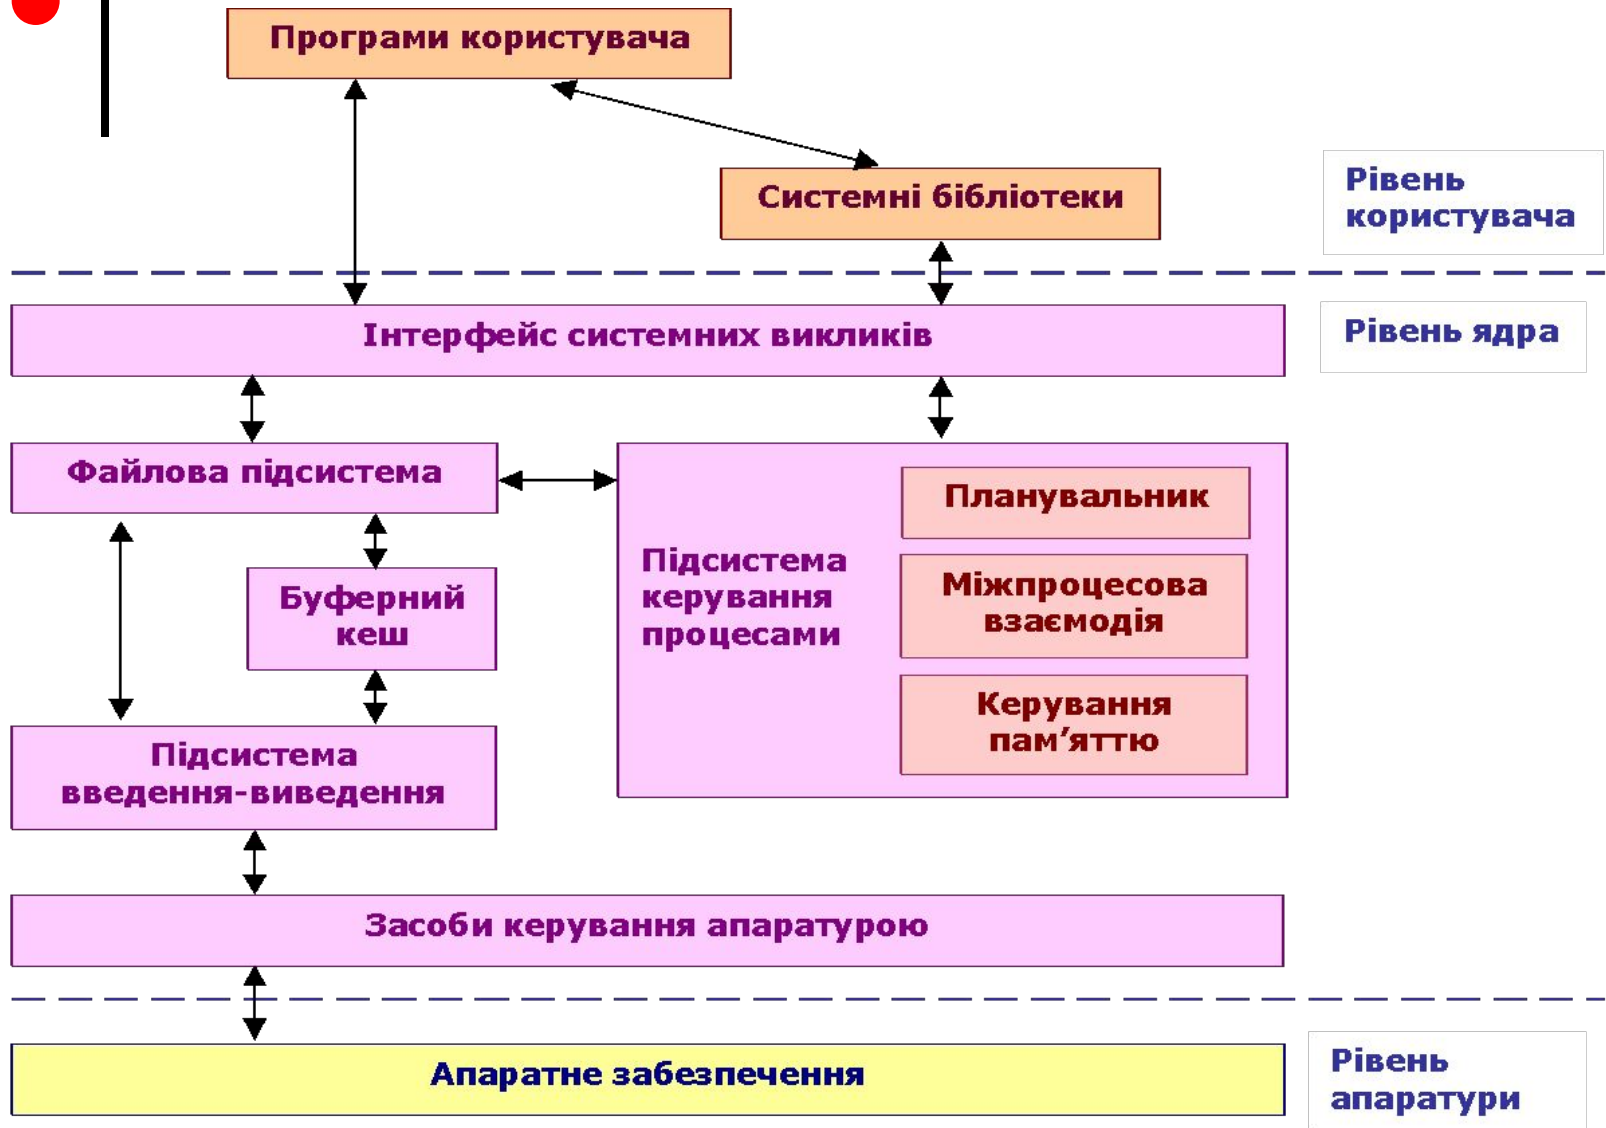 Програми користувача
Системні бібліотеки
Рівень
користувача
Інтерфейс системних викликів
Рівень ядра
Файлова підсистема
Буферний
кеш
Підсистема
введення-виведення
Підсистема
керування
процесами
Планувальник
Міжпроцесова
взаємодія
Керування
пам’яттю
Засоби керування апаратурою
Апаратне забезпечення
Рівень
апаратури